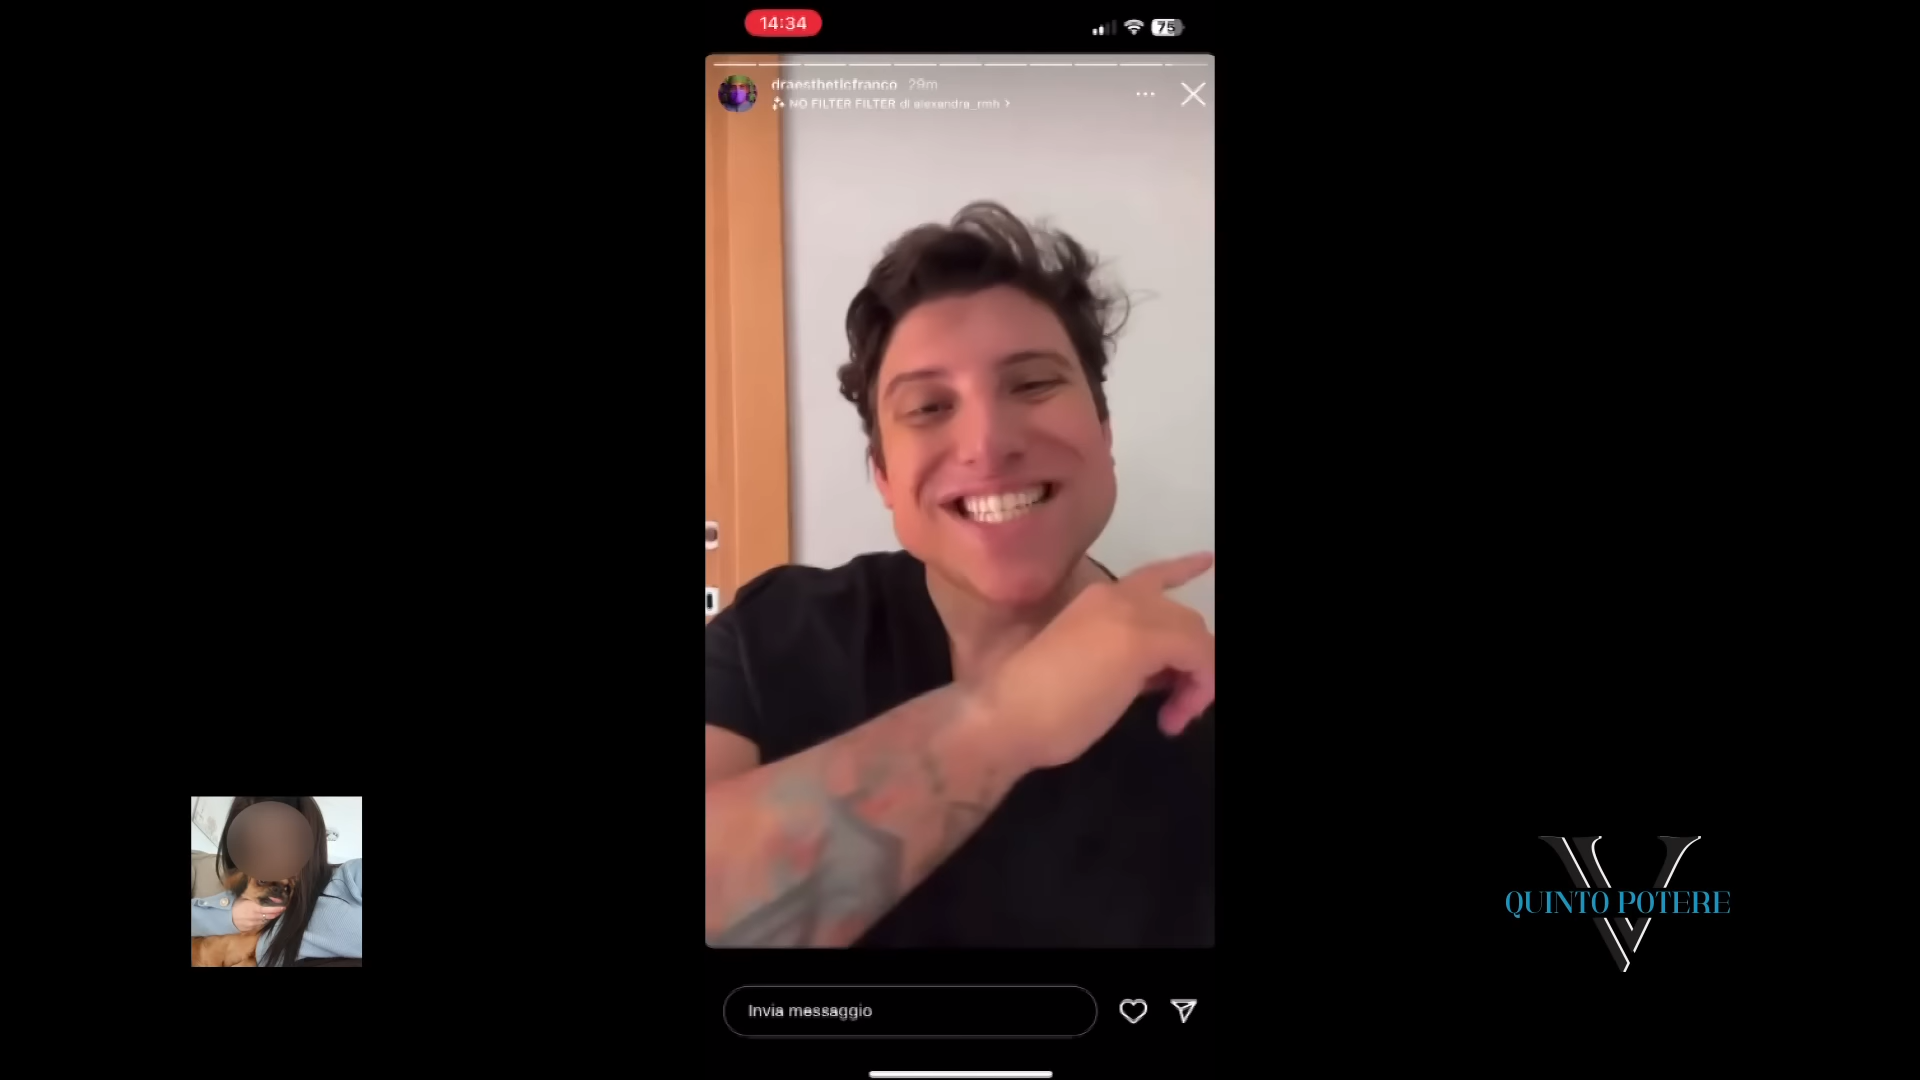 14:34
75
draestheticfranco 29m
NO FILTER FILTER di alexandra_rmh
QUINTO POTERE
Invia messaggio